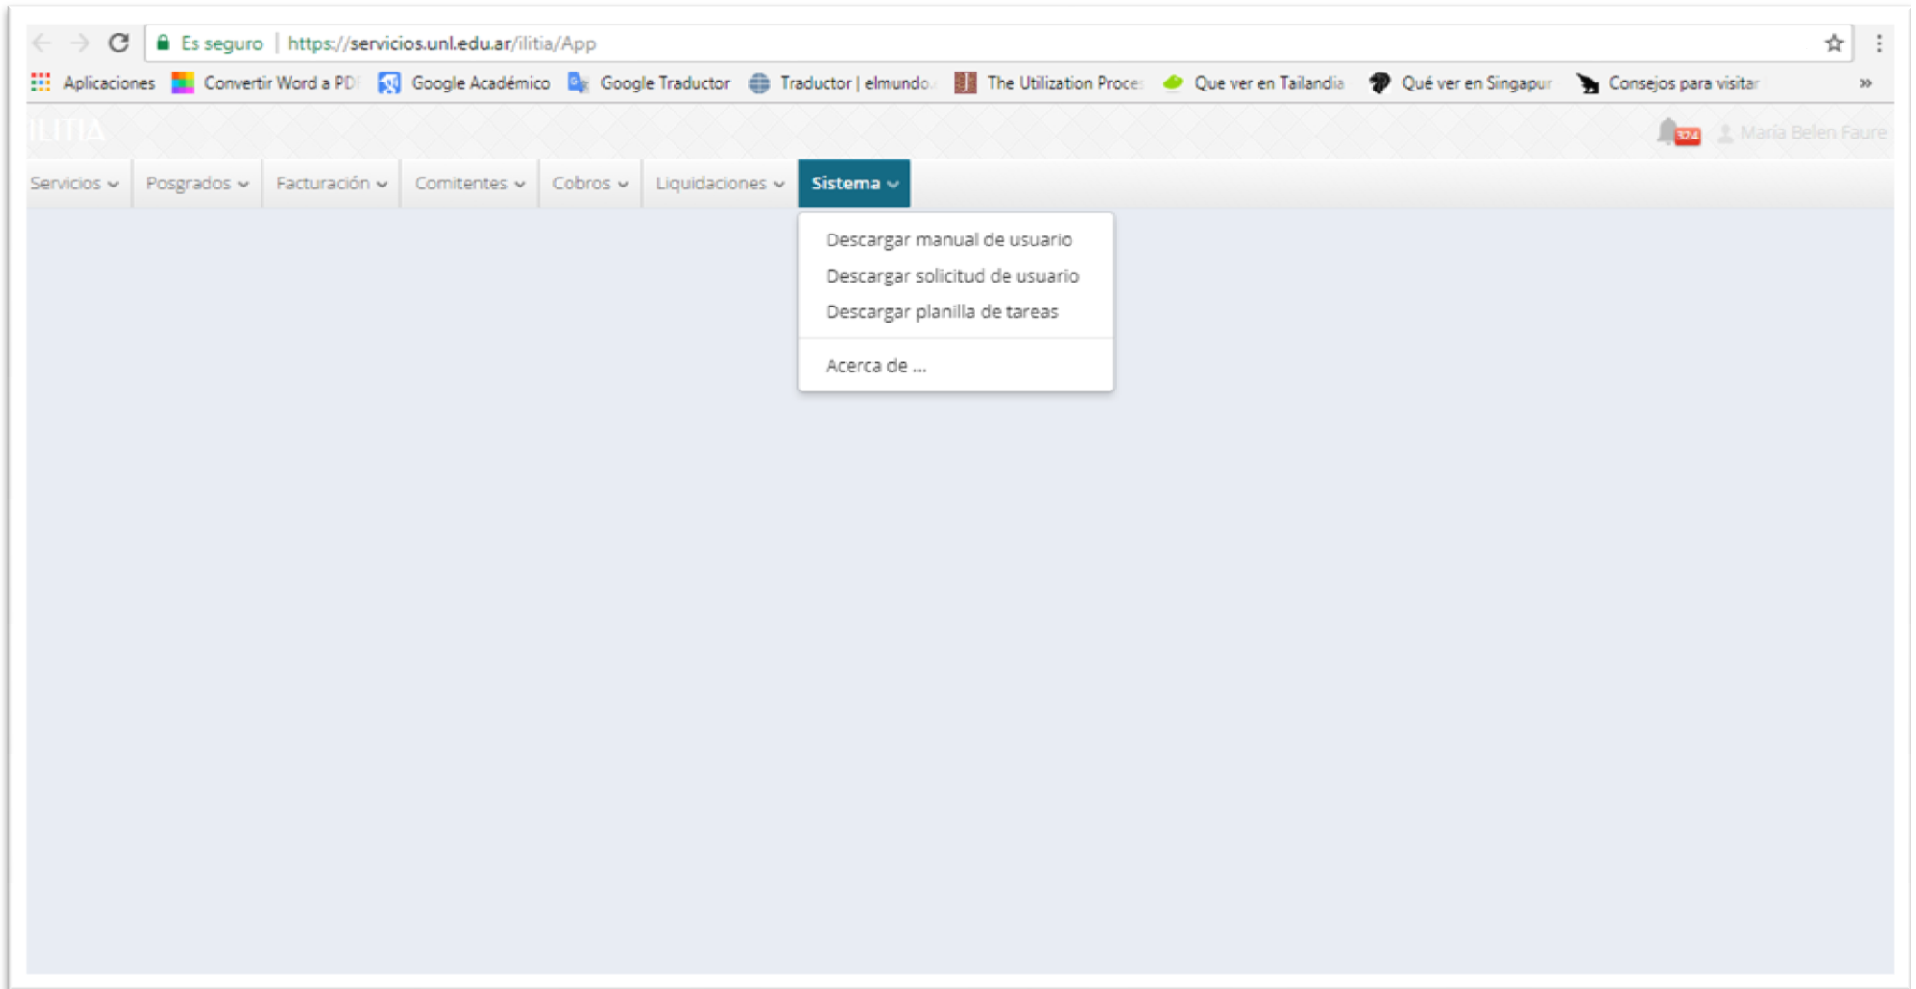 Es seguro | https://servicios.unl.edu.ar/ilitia/App
Aplicaciones Convertir Word a PD Google Académico Google Traductor Traductor | elmundo. The Utilization Proce Que ver en Tailandia Qué ver en Singapur Consejos para visitar »
ILITIA 324 María Belen Faure
Servicios Posgrados Facturación Comitentes Cobros Liquidaciones Sistema
Descargar manual de usuario
Descargar solicitud de usuario
Descargar planilla de tareas
Acerca de ...